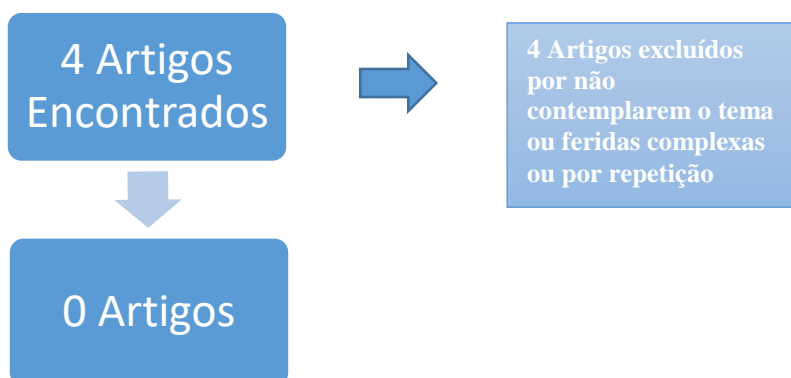 4 Artigos
Encontrados
4 Artigos excluídos
por não
contemplarem o tema
ou feridas complexas
ou por repetição
0 Artigos